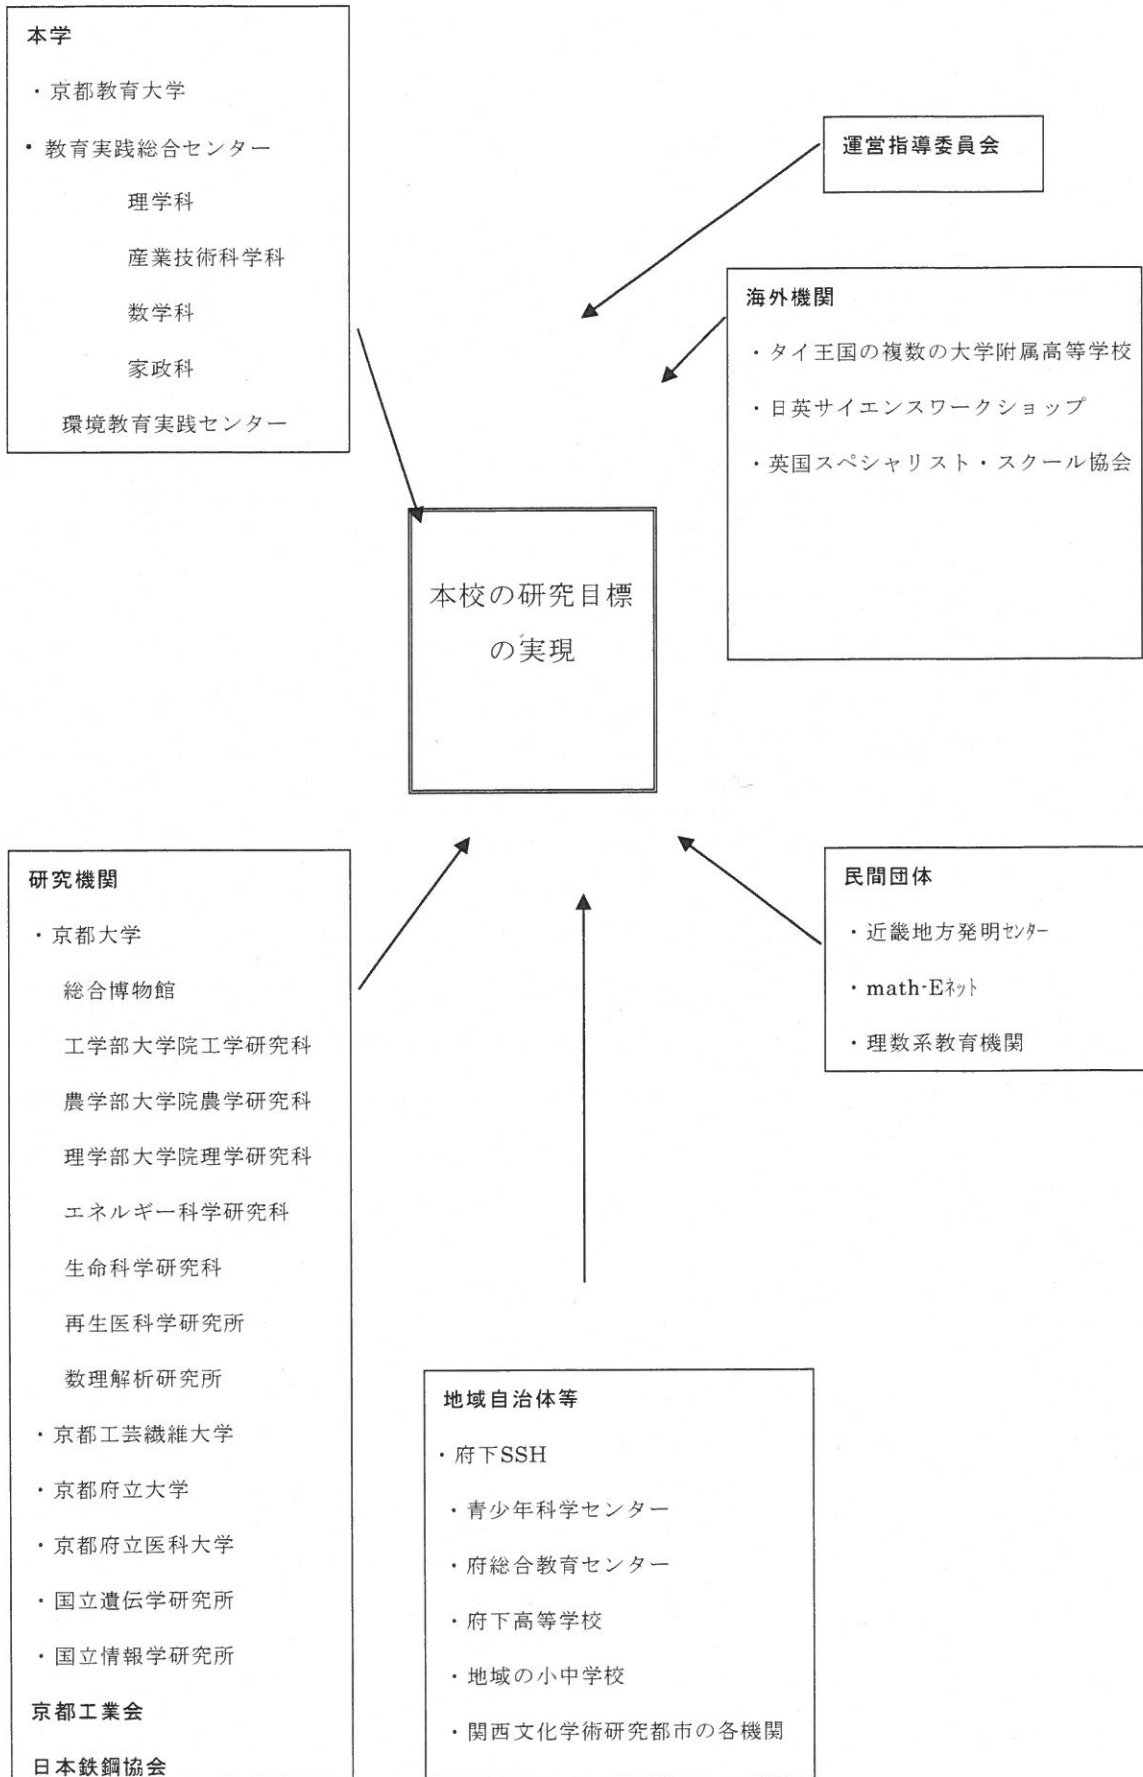 本学
・京都教育大学
・教育実践総合センター
理学科
産業技術科学科
数学科
家政科
環境教育実践センター
運営指導委員会
海外機関
・タイ王国の複数の大学附属高等学校
・日英サイエンスワークショップ
・英国スペシャリスト・スクール協会
本校の研究目標
の実現
研究機関
・京都大学
総合博物館
工学部大学院工学研究科
農学部大学院農学研究科
理学部大学院理学研究科
エネルギー科学研究科
生命科学研究科
再生医科学研究所
数理解析研究所
・京都工芸繊維大学
・京都府立大学
・京都府立医科大学
・国立遺伝学研究所
・国立情報学研究所
京都工業会
日本鉄鋼協会
民間団体
・近畿地方発明ｾﾝﾀｰ
・math-Eﾈｯﾄ
・理数系教育機関
地域自治体等
・府下SSH
・青少年科学センター
・府総合教育センター
・府下高等学校
・地域の小中学校
・関西文化学術研究都市の各機関